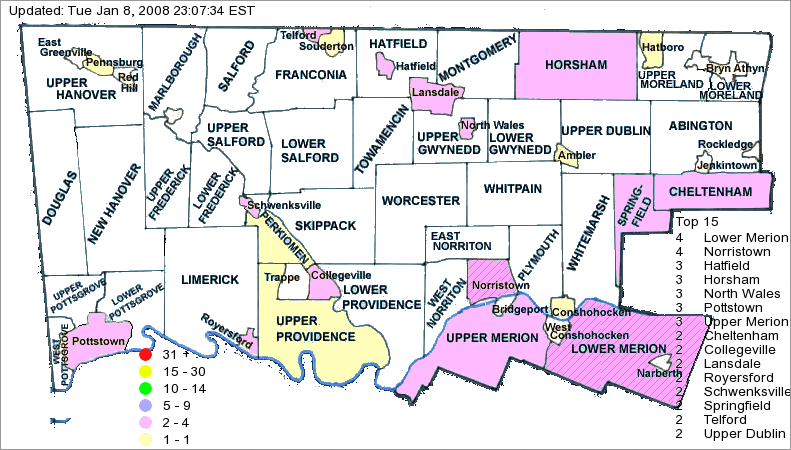 Updated: Tue Jan 8, 2008 23:07:34 EST
East
Greenville
Pennsburg
Red
Hill
UPPER
HANOVER
MARLBOROUGH
SALFORD
Telford
Souderton
FRANCONIA
HATFIELD
Hatfield
Lansdale
MONTGOMERY
HORSHAM
Hatboro
UPPER
MORELAND
Bryn Athyn
LOWER
MORELAND
DOUGLAS
NEW HANOVER
UPPER
FREDERICK
LOWER
FREDERICK
UPPER
SALFORD
LOWER
SALFORD
TOWAMENCIN
UPPER
GWYNEDD
North Wales
LOWER
GWYNEDD
UPPER DUBLIN
Ambler
ABINGTON
Rockledge
Jenkintown
CHELTENHAM
SPRING-
FIELD
Schwenksville
PERKIOMEN
SKIPPACK
WORCESTER
WHITPAIN
EAST
NORRITON
PLYMOUTH
WHITEMARSH
UPPER
POTTSGROVE
LOWER
POTTSGROVE
WEST
POTTSGROVE
Pottstown
LIMERICK
Royersford
Trappe
Collegeville
UPPER
PROVIDENCE
LOWER
PROVIDENCE
WEST
NORRITON
Norristown
Bridgeport
Conshohocken
West
Conshohocken
UPPER MERION
LOWER MERION
Narberth
31 +
15 - 30
10 - 14
5 - 9
2 - 4
1 - 1
Top 15
4 Lower Merion
4 Norristown
3 Hatfield
3 Horsham
3 North Wales
3 Pottstown
3 Upper Merion
2 Cheltenham
2 Collegeville
2 Lansdale
2 Royersford
2 Schwenksville
2 Springfield
2 Telford
2 Upper Dublin